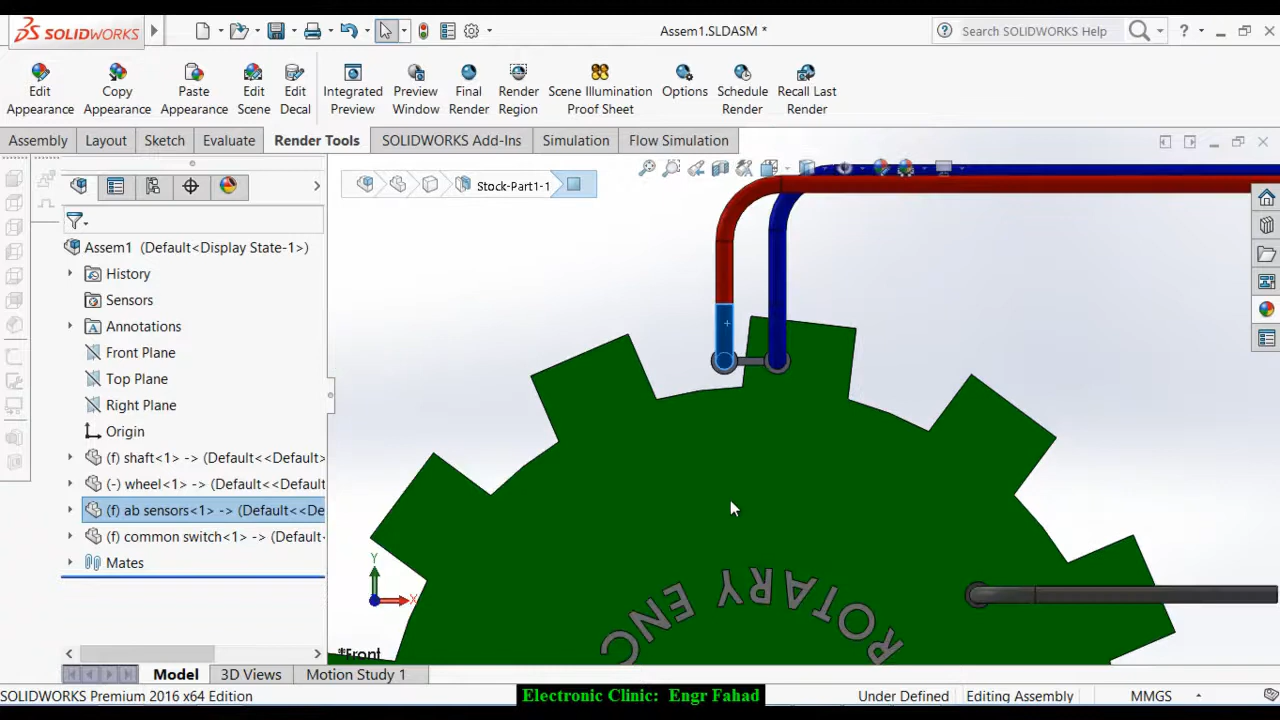 SOLIDWORKS
Assem1.SLDASM *
Search SOLIDWORKS Help
Edit Appearance
Copy Appearance
Paste Appearance
Edit Scene
Edit Decal
Integrated Preview
Preview Window
Final Render
Render Region
Scene Illumination Proof Sheet
Options
Schedule Render
Recall Last Render
Assembly
Layout
Sketch
Evaluate
Render Tools
SOLIDWORKS Add-Ins
Simulation
Flow Simulation
Stock-Part1-1
Assem1 (Default<Display State-1>)
History
Sensors
Annotations
Front Plane
Top Plane
Right Plane
Origin
(f) shaft<1> -> (Default<<Default>
(-) wheel<1> -> (Default<<Default
(f) ab sensors<1> -> (Default<<De
(f) common switch<1> -> (Default<
Mates
Y
X
*Front
ROTARY ENC
Model
3D Views
Motion Study 1
SOLIDWORKS Premium 2016 x64 Edition
Electronic Clinic: Engr Fahad
Under Defined
Editing Assembly
MMGS